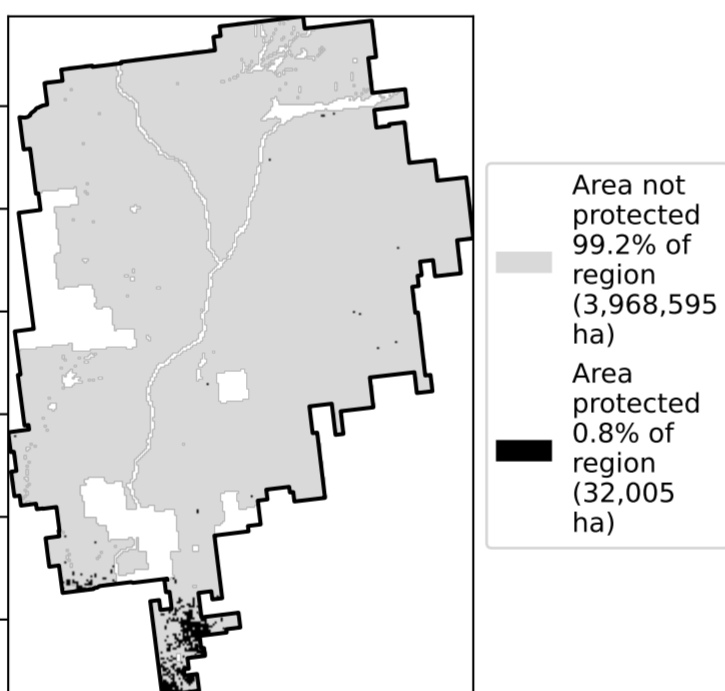 Area not
protected
99.2% of
region
(3,968,595
ha)
Area
protected
0.8% of
region
(32,005
ha)